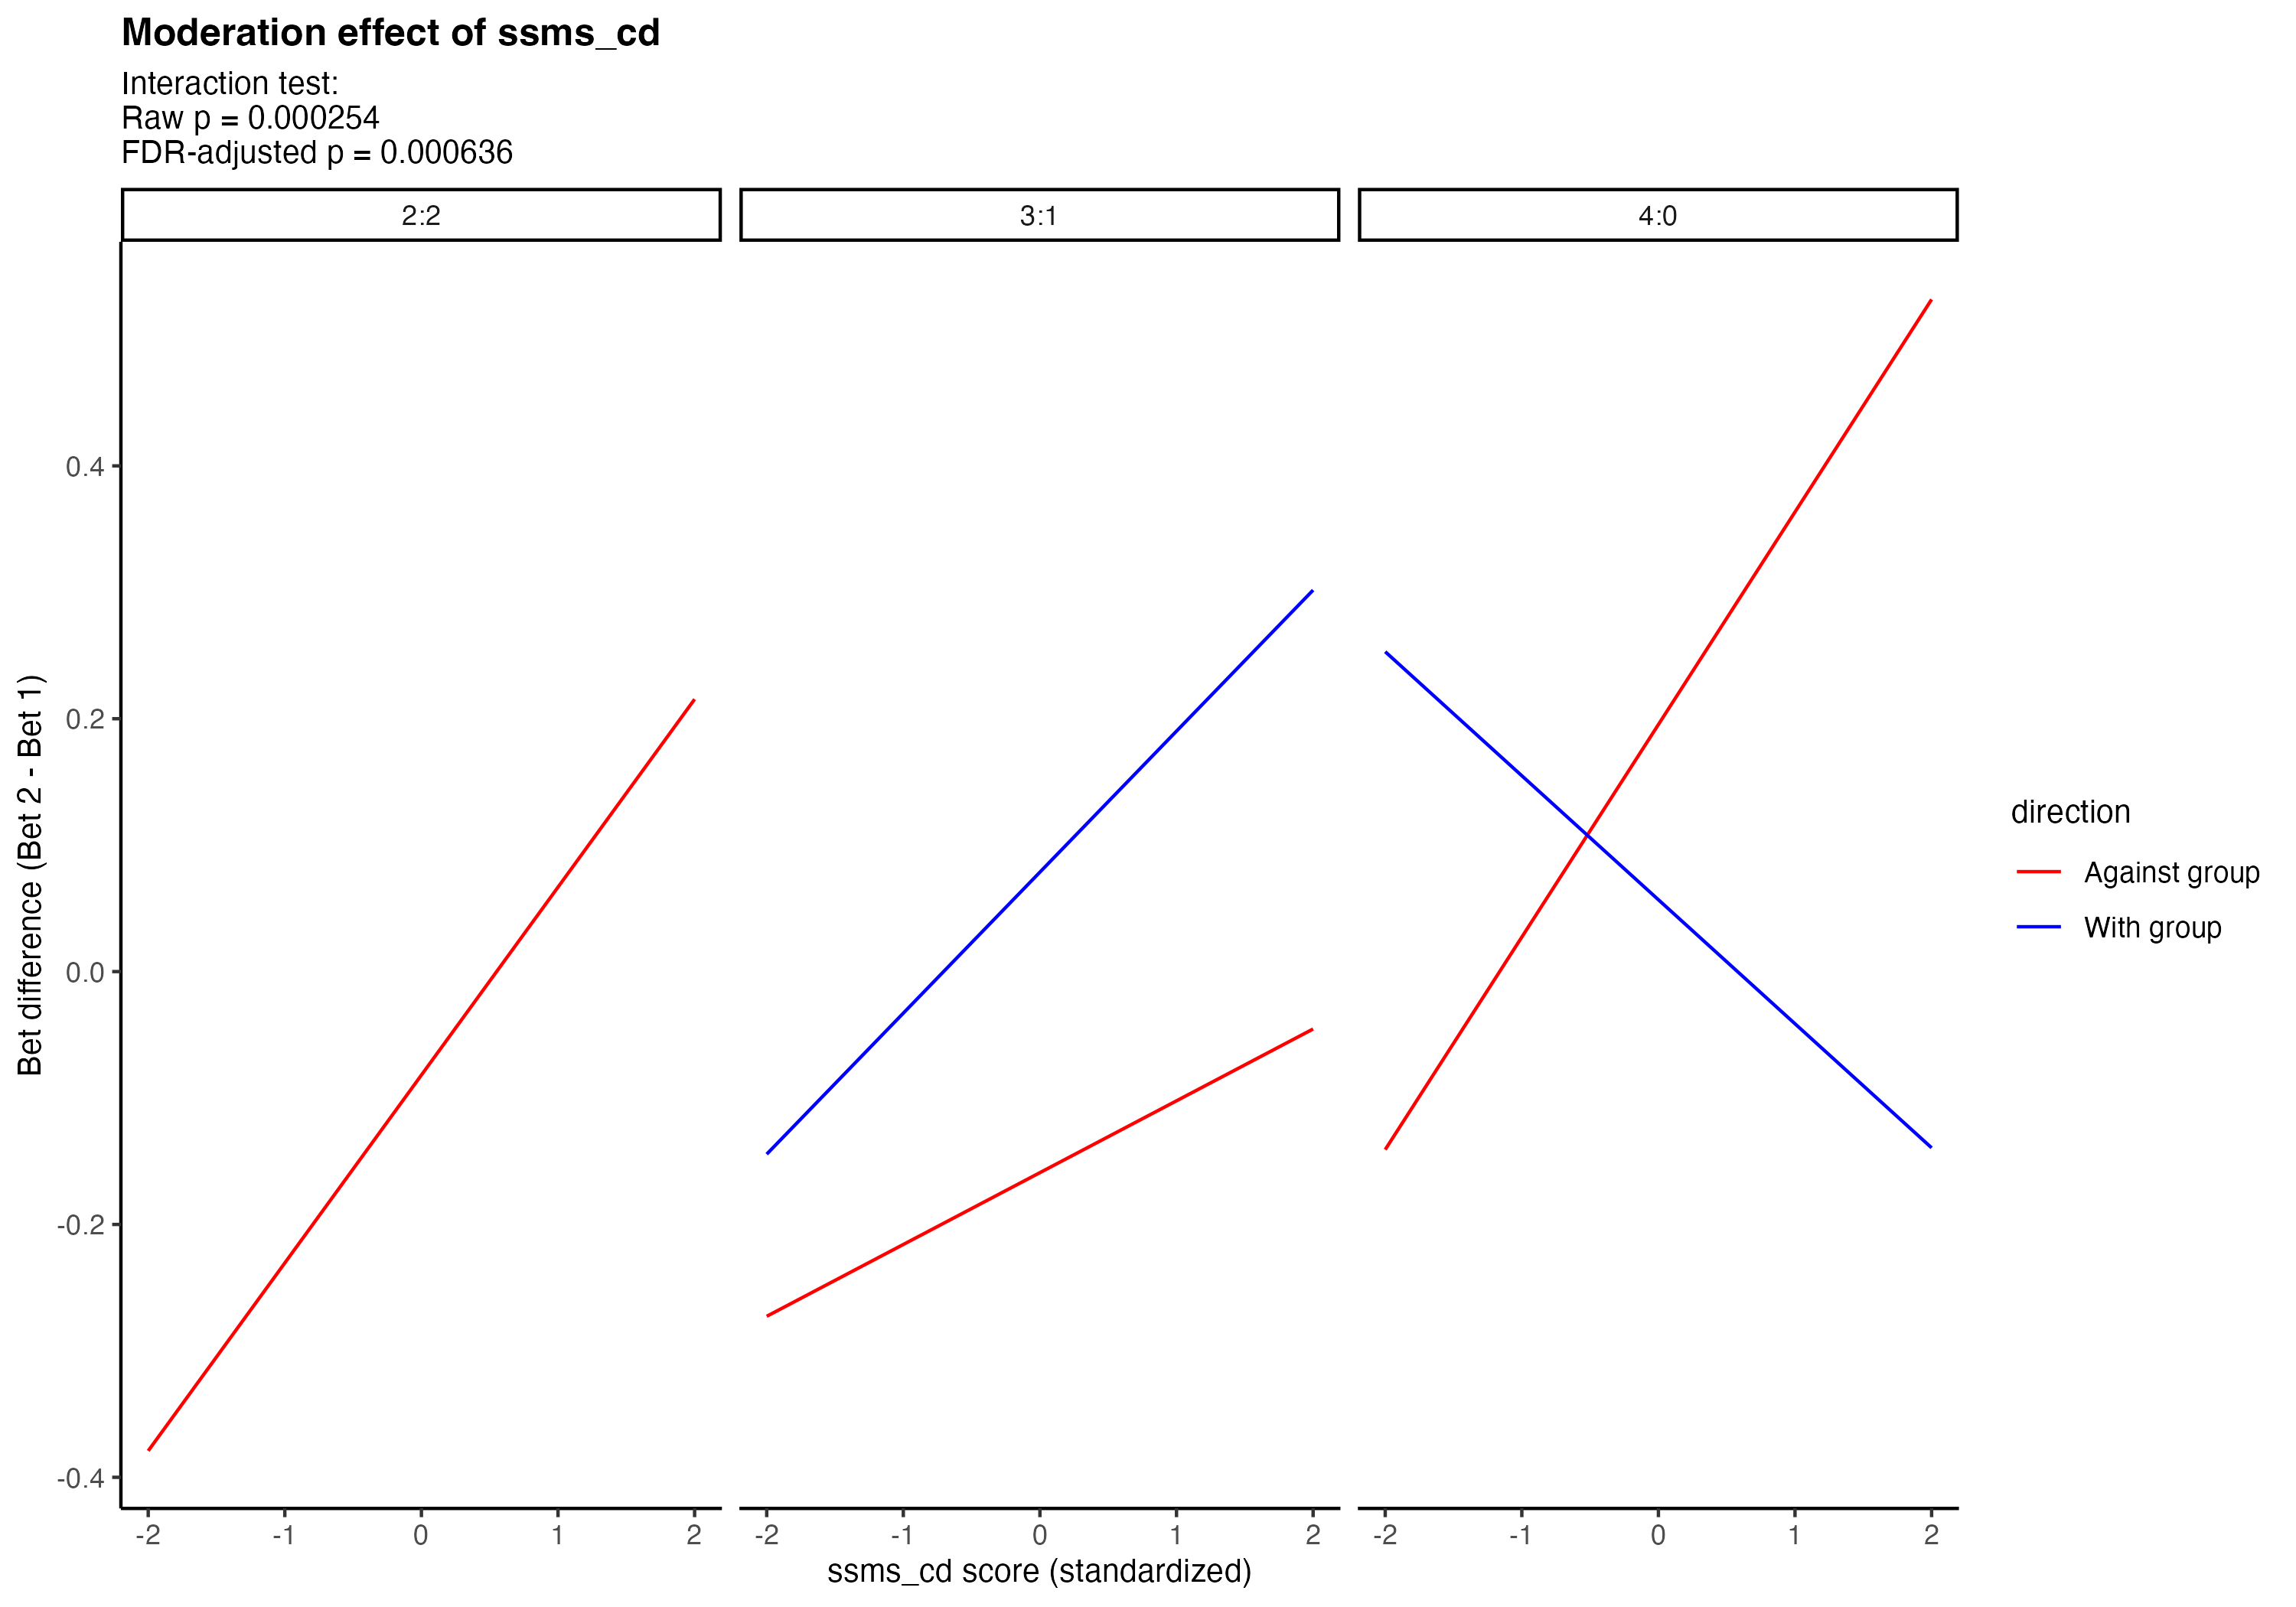 Moderation effect of ssms_cd
Interaction test:
Raw p = 0.000254
FDR-adjusted p = 0.000636
2:2
3:1
4:0
Bet difference (Bet 2 - Bet 1)
0.4
0.2
0.0
-0.2
-0.4
-2 -1 0 1 2
-2 -1 0 1 2
-2 -1 0 1 2
ssms_cd score (standardized)
direction
Against group
With group